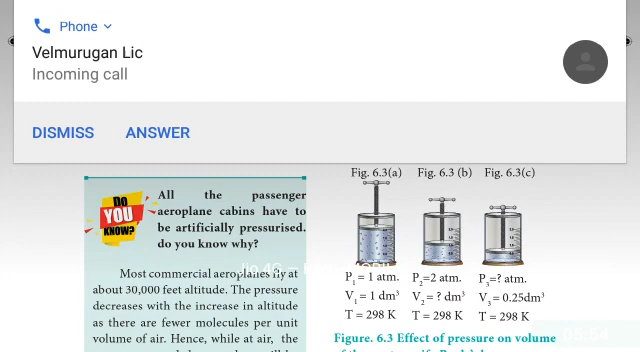 Phone
Velmurugan Lic
Incoming call
DISMISS ANSWER
Fig. 6.3(a) Fig. 6.3 (b) Fig. 6.3(c)
DO
YOU
KNOW?
All the passenger
aeroplane cabins have to
be artificially pressurised.
do you know why?
Most commercial aeroplanes fly at
about 30,000 feet altitude. The pressure
decreases with the increase in altitude
as there are fewer molecules per unit
volume of air. Hence, while at air, the
P1 = 1 atm. P2=2 atm. P3=? atm.
V1 = 1 dm³ V2 = ? dm³ V3 = 0.25dm³
T = 298 K T = 298 K T = 298 K
Figure. 6.3 Effect of pressure on volume
05:54